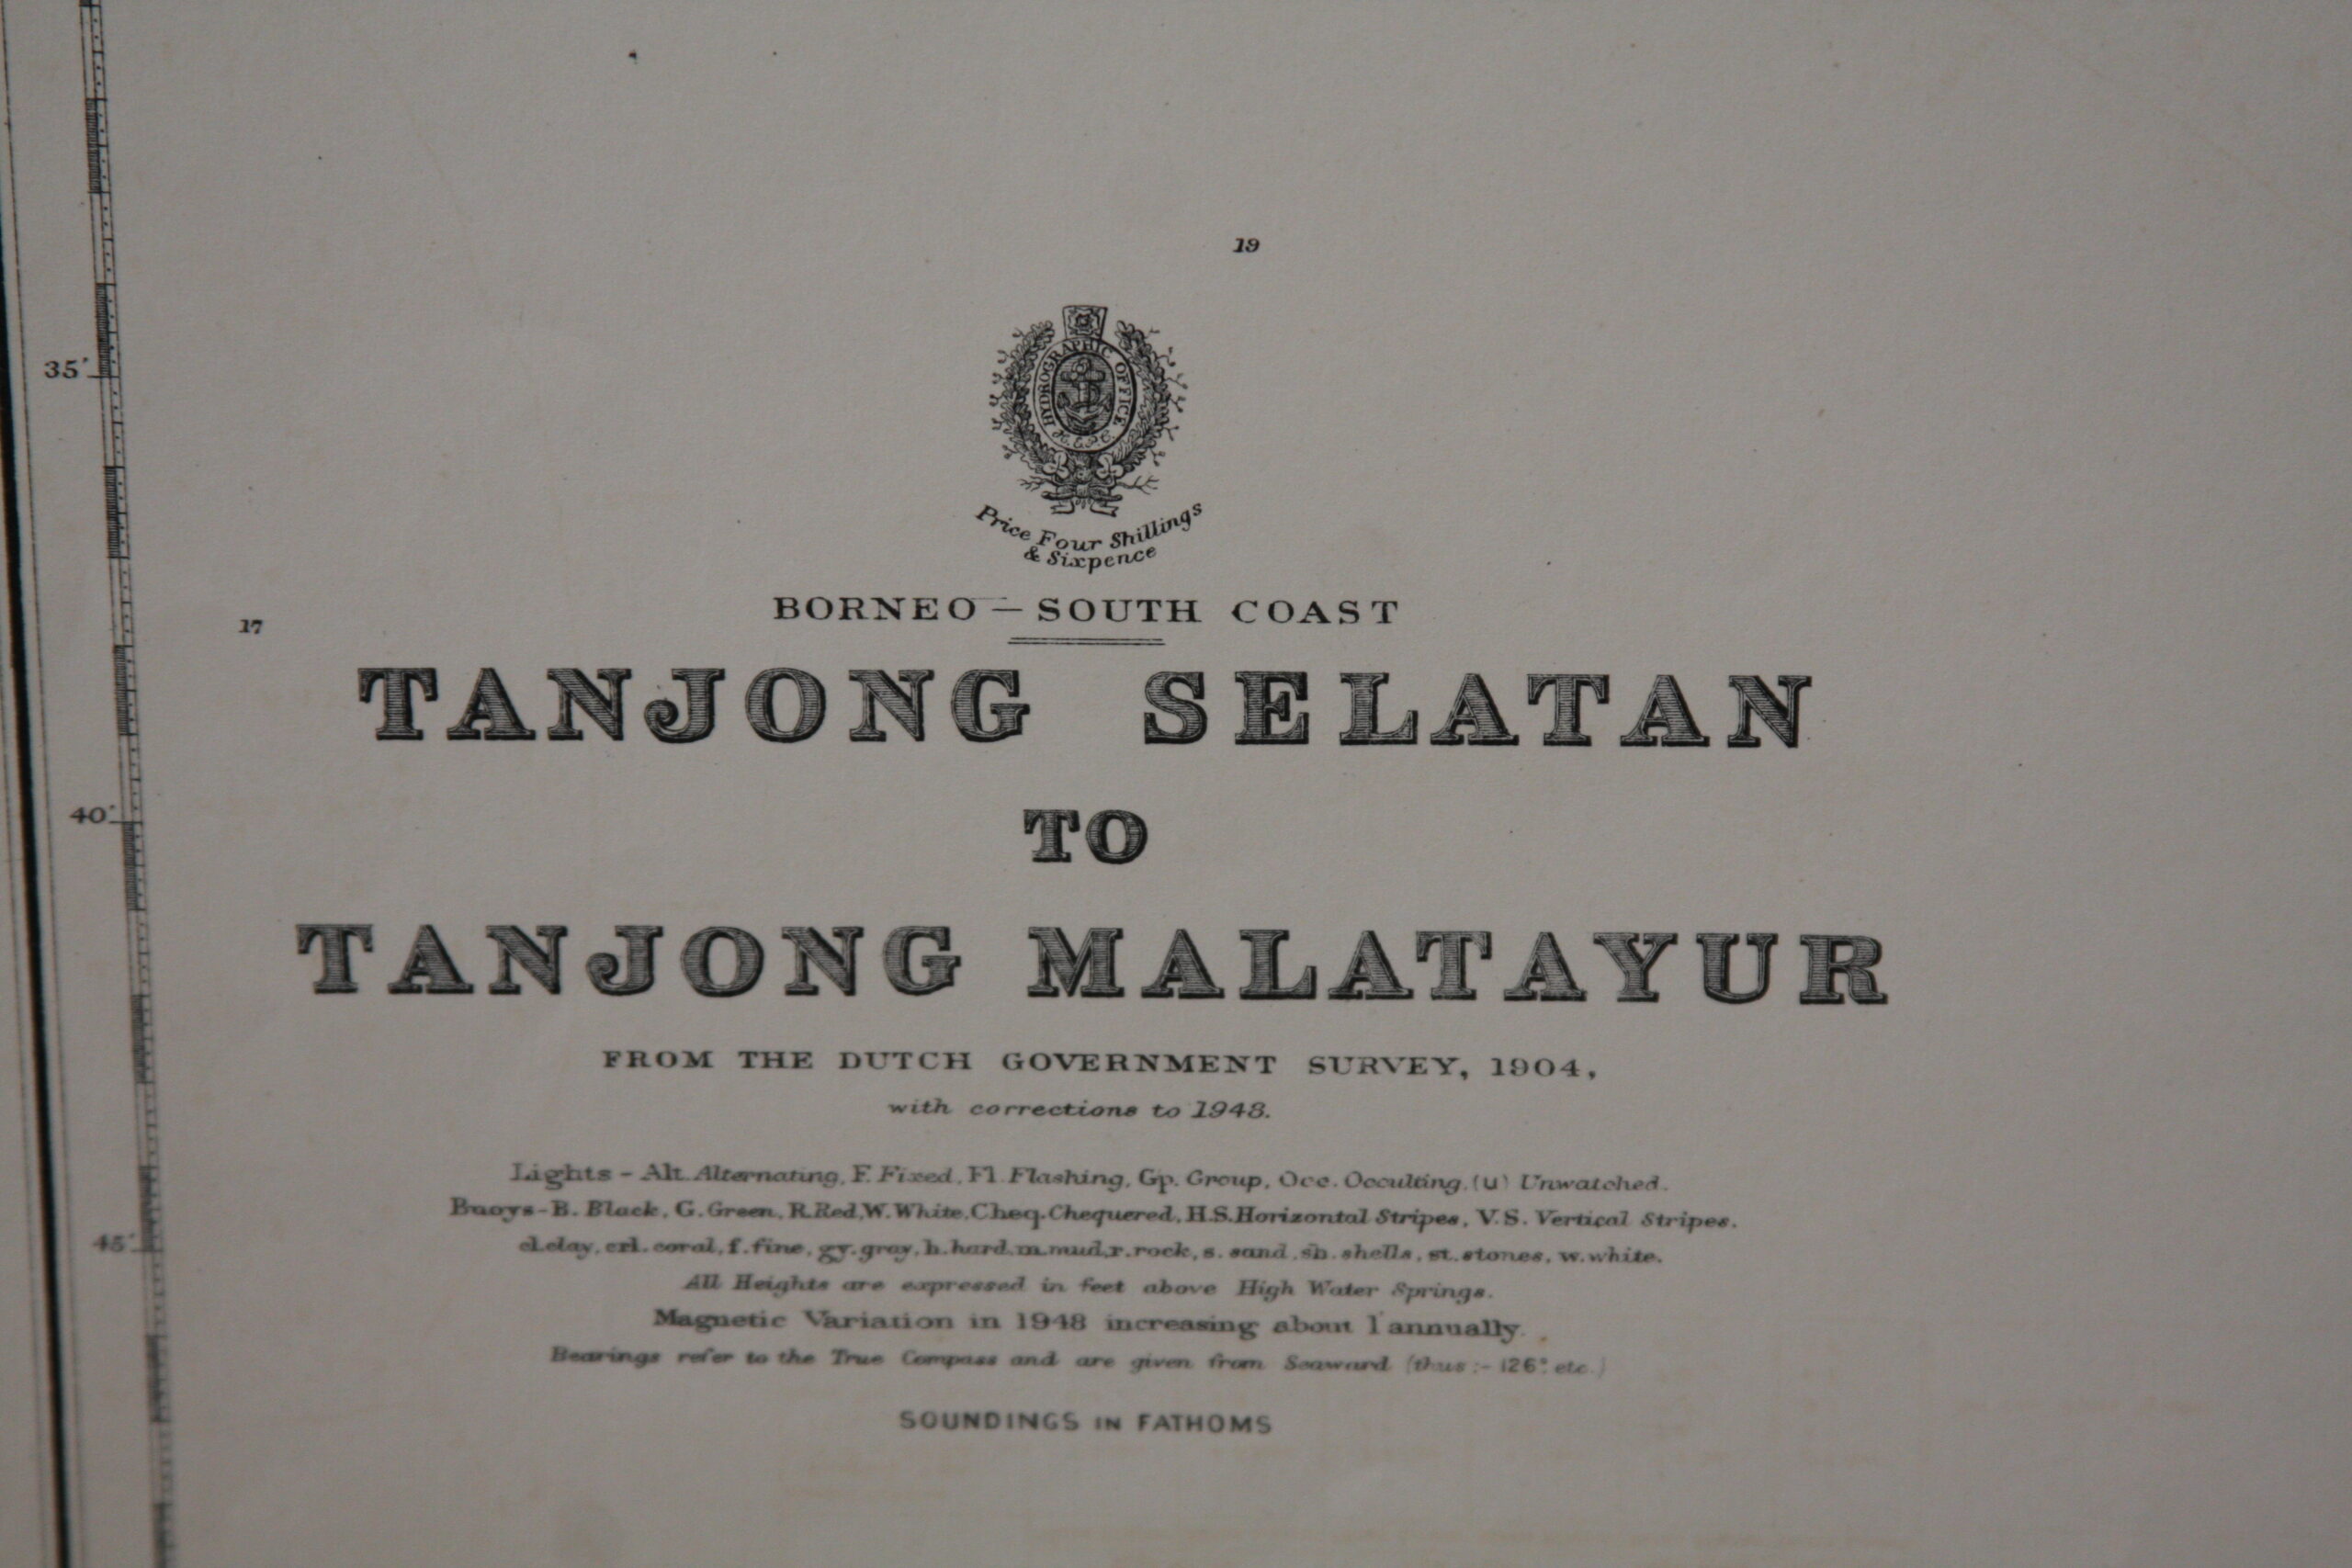 19
35'
HYDROGRAPHIC OFFICE
Price Four Shillings
& Sixpence
BORNEO — SOUTH COAST
17
TANJONG SELATAN
40'
TO
TANJONG MALATAYUR
FROM THE DUTCH GOVERNMENT SURVEY, 1904,
with corrections to 1948.
Lights - Alt. Alternating, F. Fixed, Fl. Flashing, Gp. Group, Occ. Occulting, (U) Unwatched.
Buoys - B. Black, G. Green, R. Red, W. White, Cheq. Chequered, H.S. Horizontal Stripes, V.S. Vertical Stripes.
45'
cl. clay, crl. coral, f. fine, gy. gray, h. hard, m. mud, r. rock, s. sand, sh. shells, st. stones, w. white.
All Heights are expressed in feet above High Water Springs.
Magnetic Variation in 1948 increasing about 1' annually.
Bearings refer to the True Compass and are given from Seaward (thus:- 126° etc.)
SOUNDINGS IN FATHOMS